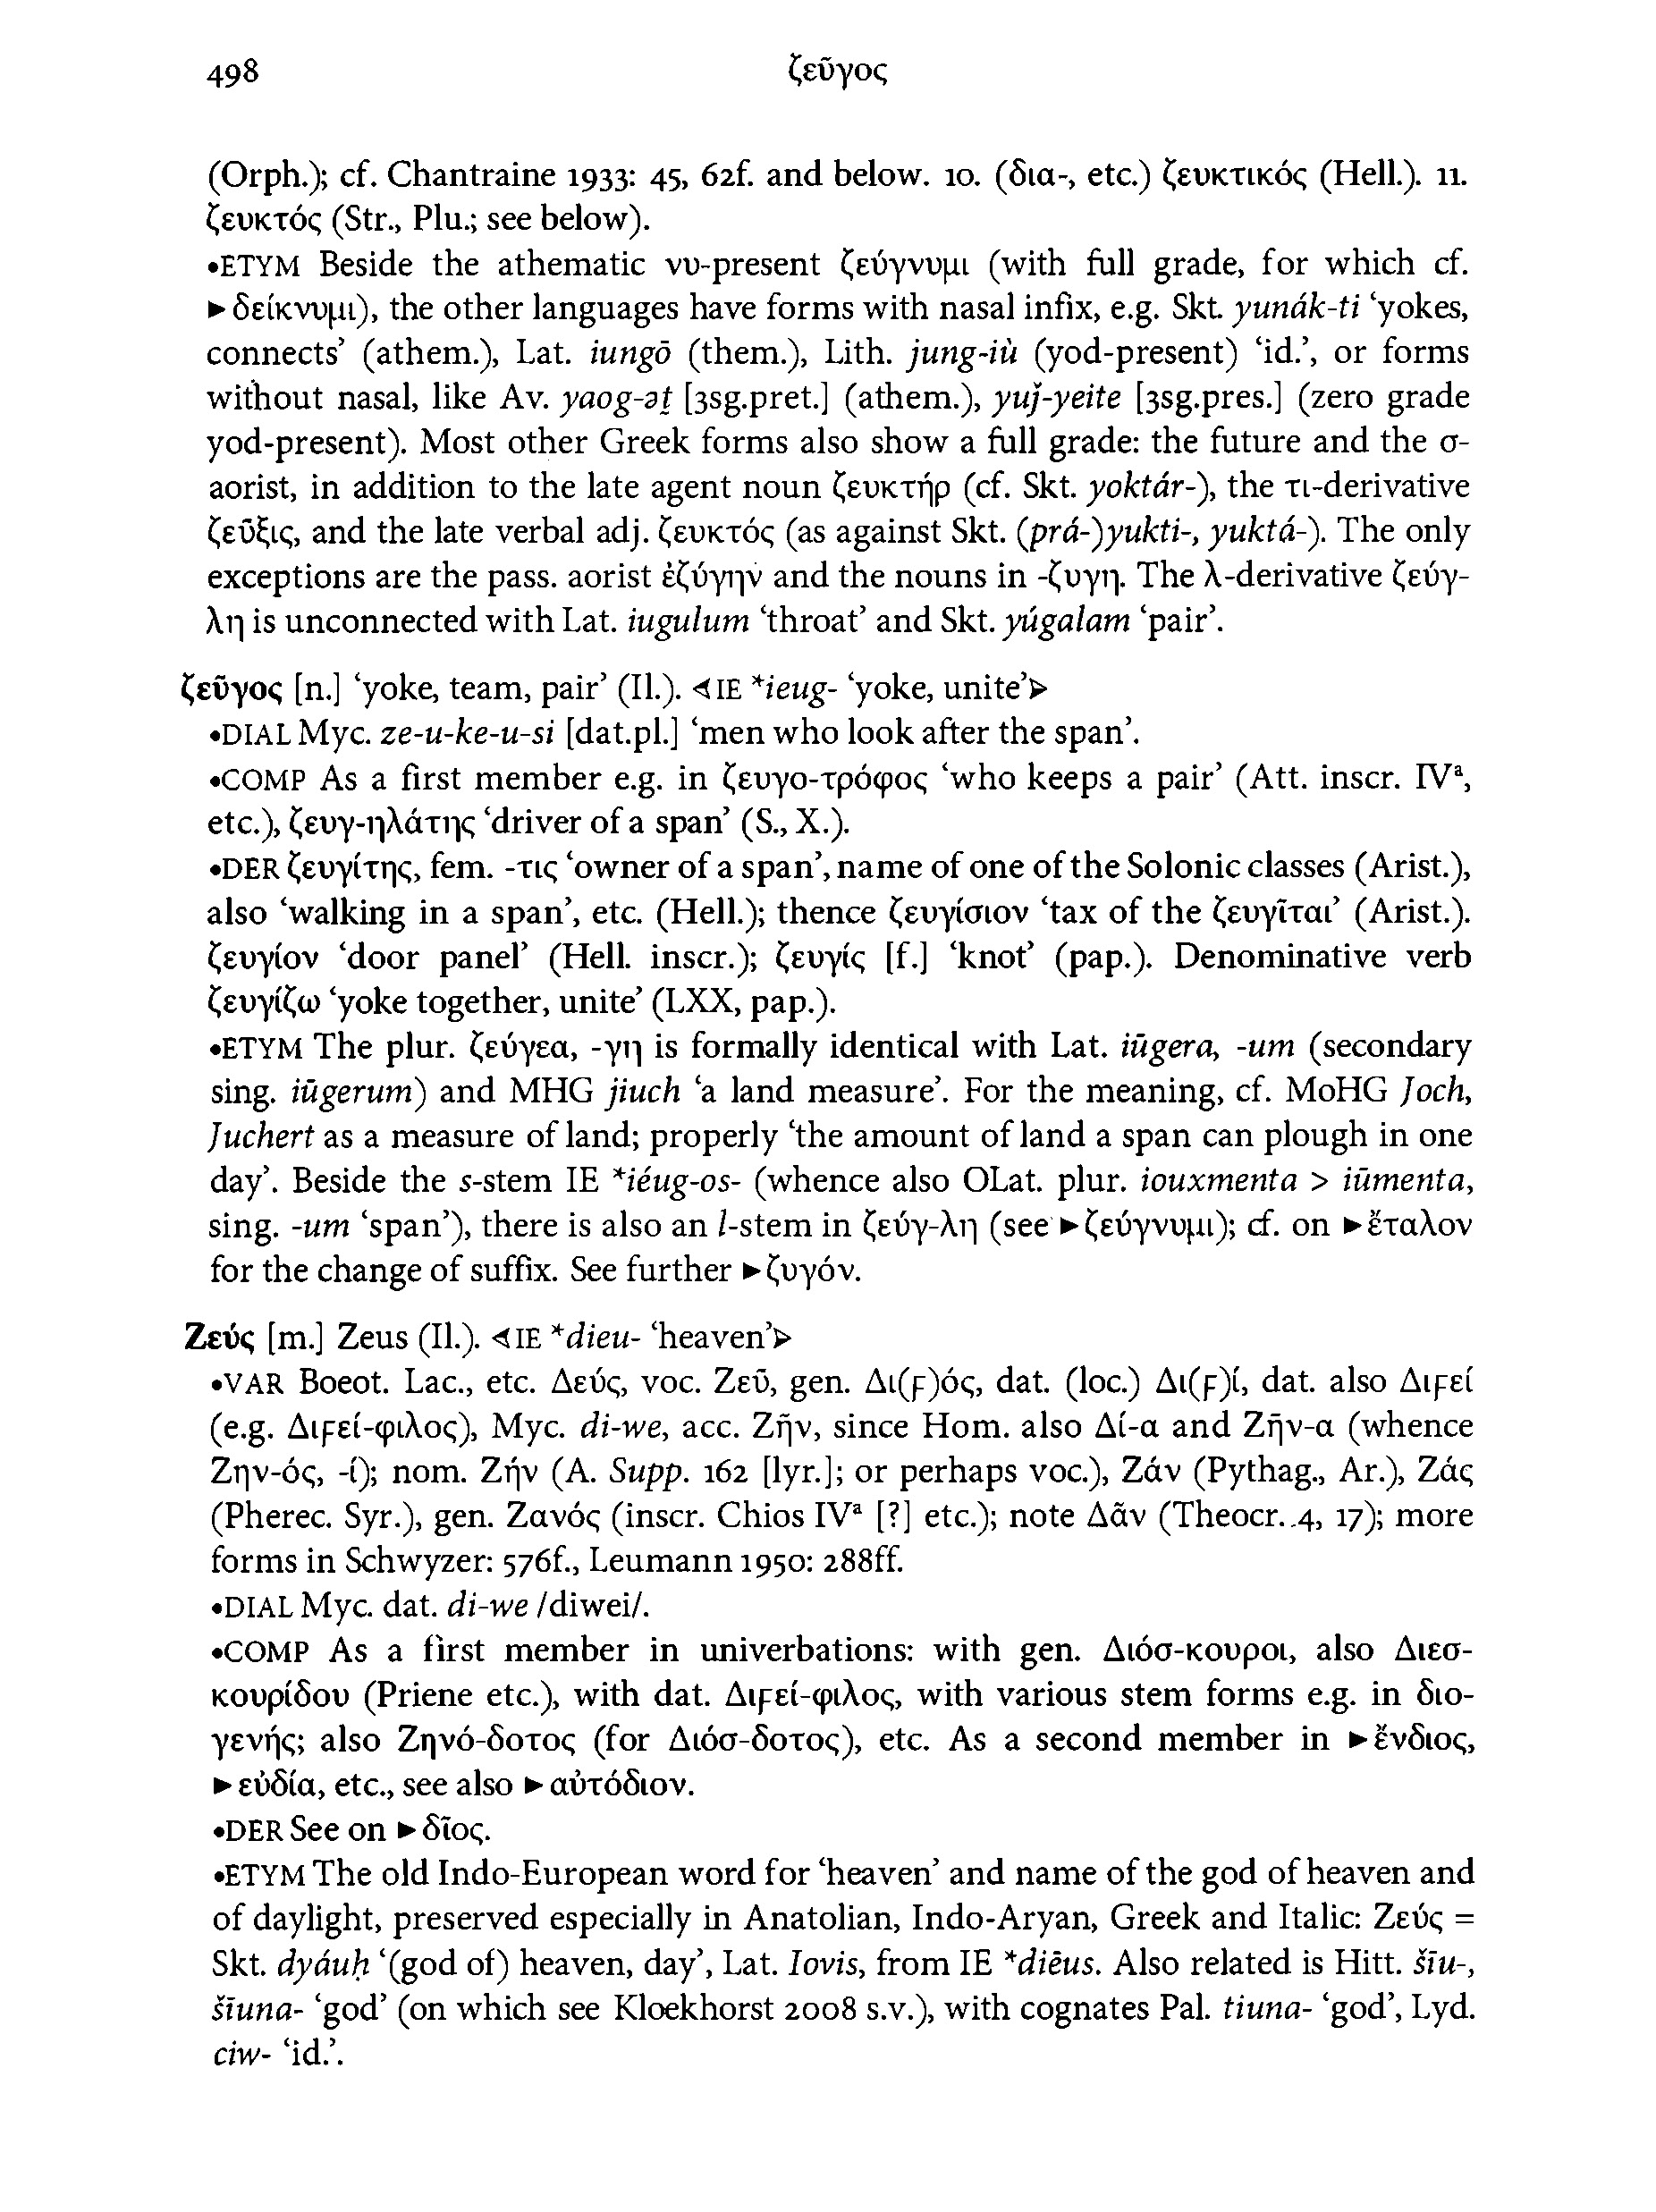 498 ζεῦγος
(Orph.); cf. Chantraine 1933: 45, 62f. and below. 10. (δια-, etc.) ζευκτικός (Hell.). 11.
ζευκτός (Str., Plu.; see below).
•ETYM Beside the athematic νυ-present ζεύγνυμι (with full grade, for which cf.
►δείκνυμι), the other languages have forms with nasal infix, e.g. Skt. yunák-ti ‘yokes,
connects’ (athem.), Lat. iungō (them.), Lith. jung-iù (yod-present) ‘id.’, or forms
without nasal, like Av. yaog-ət̰ [3sg.pret.] (athem.), yuǰ-yeite [3sg.pres.] (zero grade
yod-present). Most other Greek forms also show a full grade: the future and the σ-
aorist, in addition to the late agent noun ζευκτήρ (cf. Skt. yoktár-), the τι-derivative
ζεῦξις, and the late verbal adj. ζευκτός (as against Skt. (prá-)yukti-, yuktá-). The only
exceptions are the pass. aorist ἐζύγην and the nouns in -ζυγη. The λ-derivative ζεύγ-
λη is unconnected with Lat. iugulum ‘throat’ and Skt. yúgalam ‘pair’.
ζεῦγος [n.] ‘yoke, team, pair’ (Il.). ◁IE *ieug- ‘yoke, unite’▷
•DIAL Myc. ze-u-ke-u-si [dat.pl.] ‘men who look after the span’.
•COMP As a first member e.g. in ζευγο-τρόφος ‘who keeps a pair’ (Att. inscr. IVᵃ,
etc.), ζευγ-ηλάτης ‘driver of a span’ (S., X.).
•DER ζευγίτης, fem. -τις ‘owner of a span’, name of one of the Solonic classes (Arist.),
also ‘walking in a span’, etc. (Hell.); thence ζευγίσιον ‘tax of the ζευγῖται’ (Arist.).
ζευγίον ‘door panel’ (Hell. inscr.); ζευγίς [f.] ‘knot’ (pap.). Denominative verb
ζευγίζω ‘yoke together, unite’ (LXX, pap.).
•ETYM The plur. ζεύγεα, -γη is formally identical with Lat. iūgera, -um (secondary
sing. iūgerum) and MHG jiuch ‘a land measure’. For the meaning, cf. MoHG Joch,
Juchert as a measure of land; properly ‘the amount of land a span can plough in one
day’. Beside the s-stem IE *iéug-os- (whence also OLat. plur. iouxmenta > iūmenta,
sing. -um ‘span’), there is also an l-stem in ζεύγ-λη (see ►ζεύγνυμι); cf. on ►ἔταλον
for the change of suffix. See further ►ζυγόν.
Ζεύς [m.] Zeus (Il.). ◁IE *dieu- ‘heaven’▷
•VAR Boeot. Lac., etc. Δεύς, voc. Ζεῦ, gen. Δι(ϝ)ός, dat. (loc.) Δι(ϝ)ί, dat. also Διϝεί
(e.g. Διϝεί-φιλος), Myc. di-we, acc. Ζῆν, since Hom. also Δί-α and Ζῆν-α (whence
Ζην-ός, -ί); nom. Ζήν (A. Supp. 162 [lyr.]; or perhaps voc.), Ζάν (Pythag., Ar.), Ζάς
(Pherec. Syr.), gen. Ζανός (inscr. Chios IVᵃ [?] etc.); note Δᾶν (Theocr. 4, 17); more
forms in Schwyzer: 576f., Leumann 1950: 288ff.
•DIAL Myc. dat. di-we /diwei/.
•COMP As a first member in univerbations: with gen. Διόσ-κουροι, also Διεσ-
κουρίδου (Priene etc.), with dat. Διϝεί-φιλος, with various stem forms e.g. in διο-
γενής; also Ζηνό-δοτος (for Διόσ-δοτος), etc. As a second member in ►ἔνδιος,
►εὐδία, etc., see also ►αὐτόδιον.
•DER See on ►δῖος.
•ETYM The old Indo-European word for ‘heaven’ and name of the god of heaven and
of daylight, preserved especially in Anatolian, Indo-Aryan, Greek and Italic: Ζεύς =
Skt. dyáuḥ ‘(god of) heaven, day’, Lat. Iovis, from IE *diēus. Also related is Hitt. šīu-,
šīuna- ‘god’ (on which see Kloekhorst 2008 s.v.), with cognates Pal. tiuna- ‘god’, Lyd.
ciw- ‘id.’.